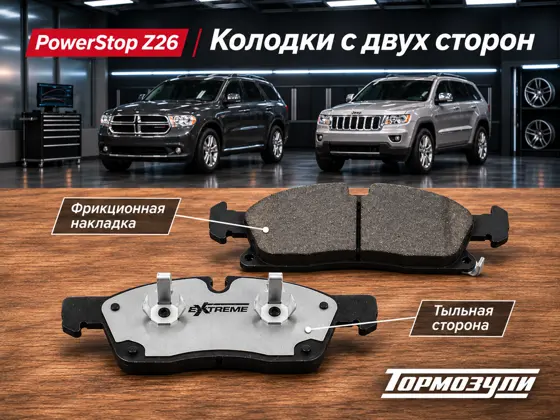 PowerStop Z26
Колодки с двух сторон
Фрикционная
накладка
EXTREME
Тыльная
сторона
ТОРМОЗУЛИ